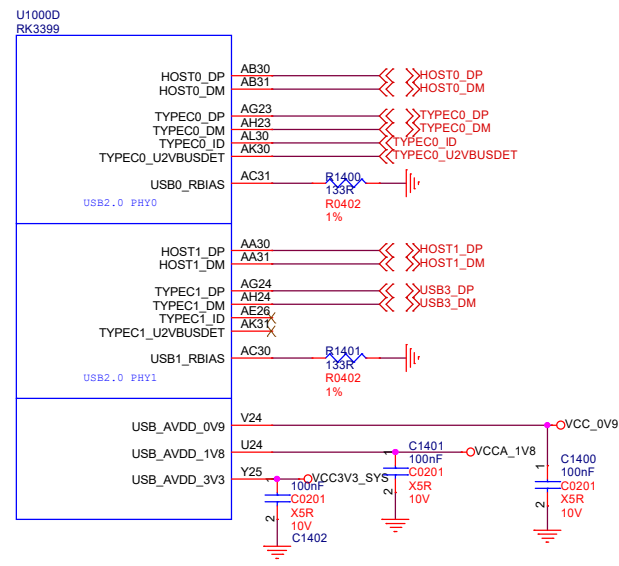 U1000D
RK3399
HOST0_DP AB30 HOST0_DP
HOST0_DM AB31 HOST0_DM
TYPEC0_DP AG23 TYPEC0_DP
TYPEC0_DM AH23 TYPEC0_DM
TYPEC0_ID AL30 TYPEC0_ID
TYPEC0_U2VBUSDET AK30 TYPEC0_U2VBUSDET
USB0_RBIAS AC31 R1400
133R
R0402
1%
USB2.0 PHY0
HOST1_DP AA30 HOST1_DP
HOST1_DM AA31 HOST1_DM
TYPEC1_DP AG24 USB3_DP
TYPEC1_DM AH24 USB3_DM
TYPEC1_ID AE26
TYPEC1_U2VBUSDET AK31
USB1_RBIAS AC30 R1401
133R
R0402
1%
USB2.0 PHY1
USB_AVDD_0V9 V24 VCC_0V9
USB_AVDD_1V8 U24 VCCA_1V8
USB_AVDD_3V3 Y25 VCC3V3_SYS
1
2
100nF
C0201
X5R
10V
C1402
C1401
1
2
100nF
C0201
X5R
10V
C1400
1
2
100nF
C0201
X5R
10V